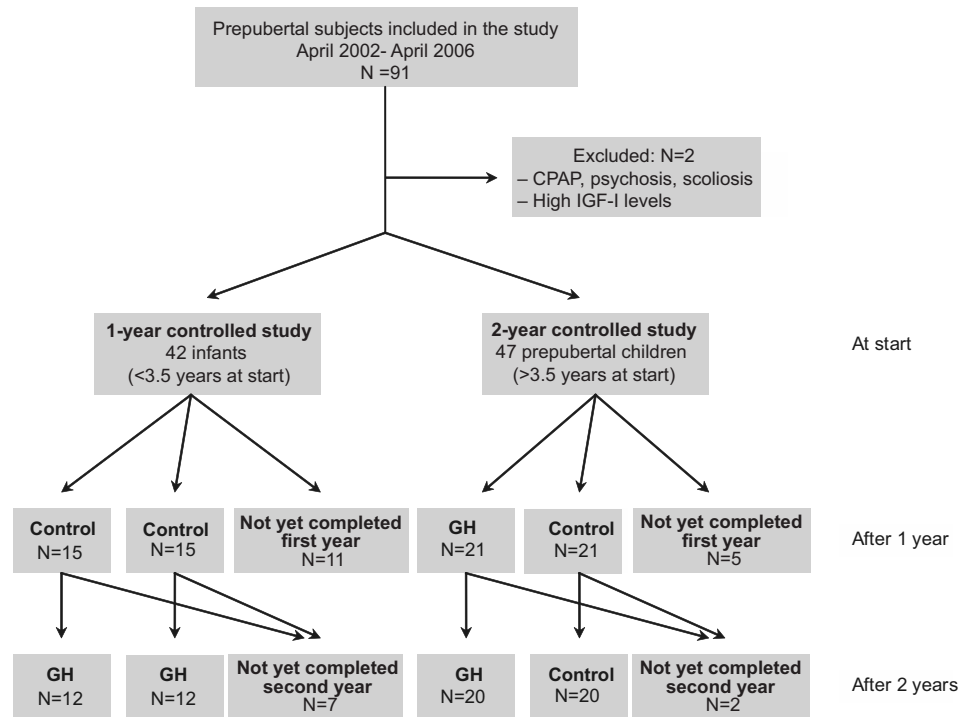 Prepubertal subjects included in the study
April 2002- April 2006
N =91
Excluded: N=2
– CPAP, psychosis, scoliosis
– High IGF-I levels
1-year controlled study
42 infants
(<3.5 years at start)
2-year controlled study
47 prepubertal children
(>3.5 years at start)
At start
Control
N=15
Control
N=15
Not yet completed
first year
N=11
GH
N=21
Control
N=21
Not yet completed
first year
N=5
After 1 year
GH
N=12
GH
N=12
Not yet completed
second year
N=7
GH
N=20
Control
N=20
Not yet completed
second year
N=2
After 2 years